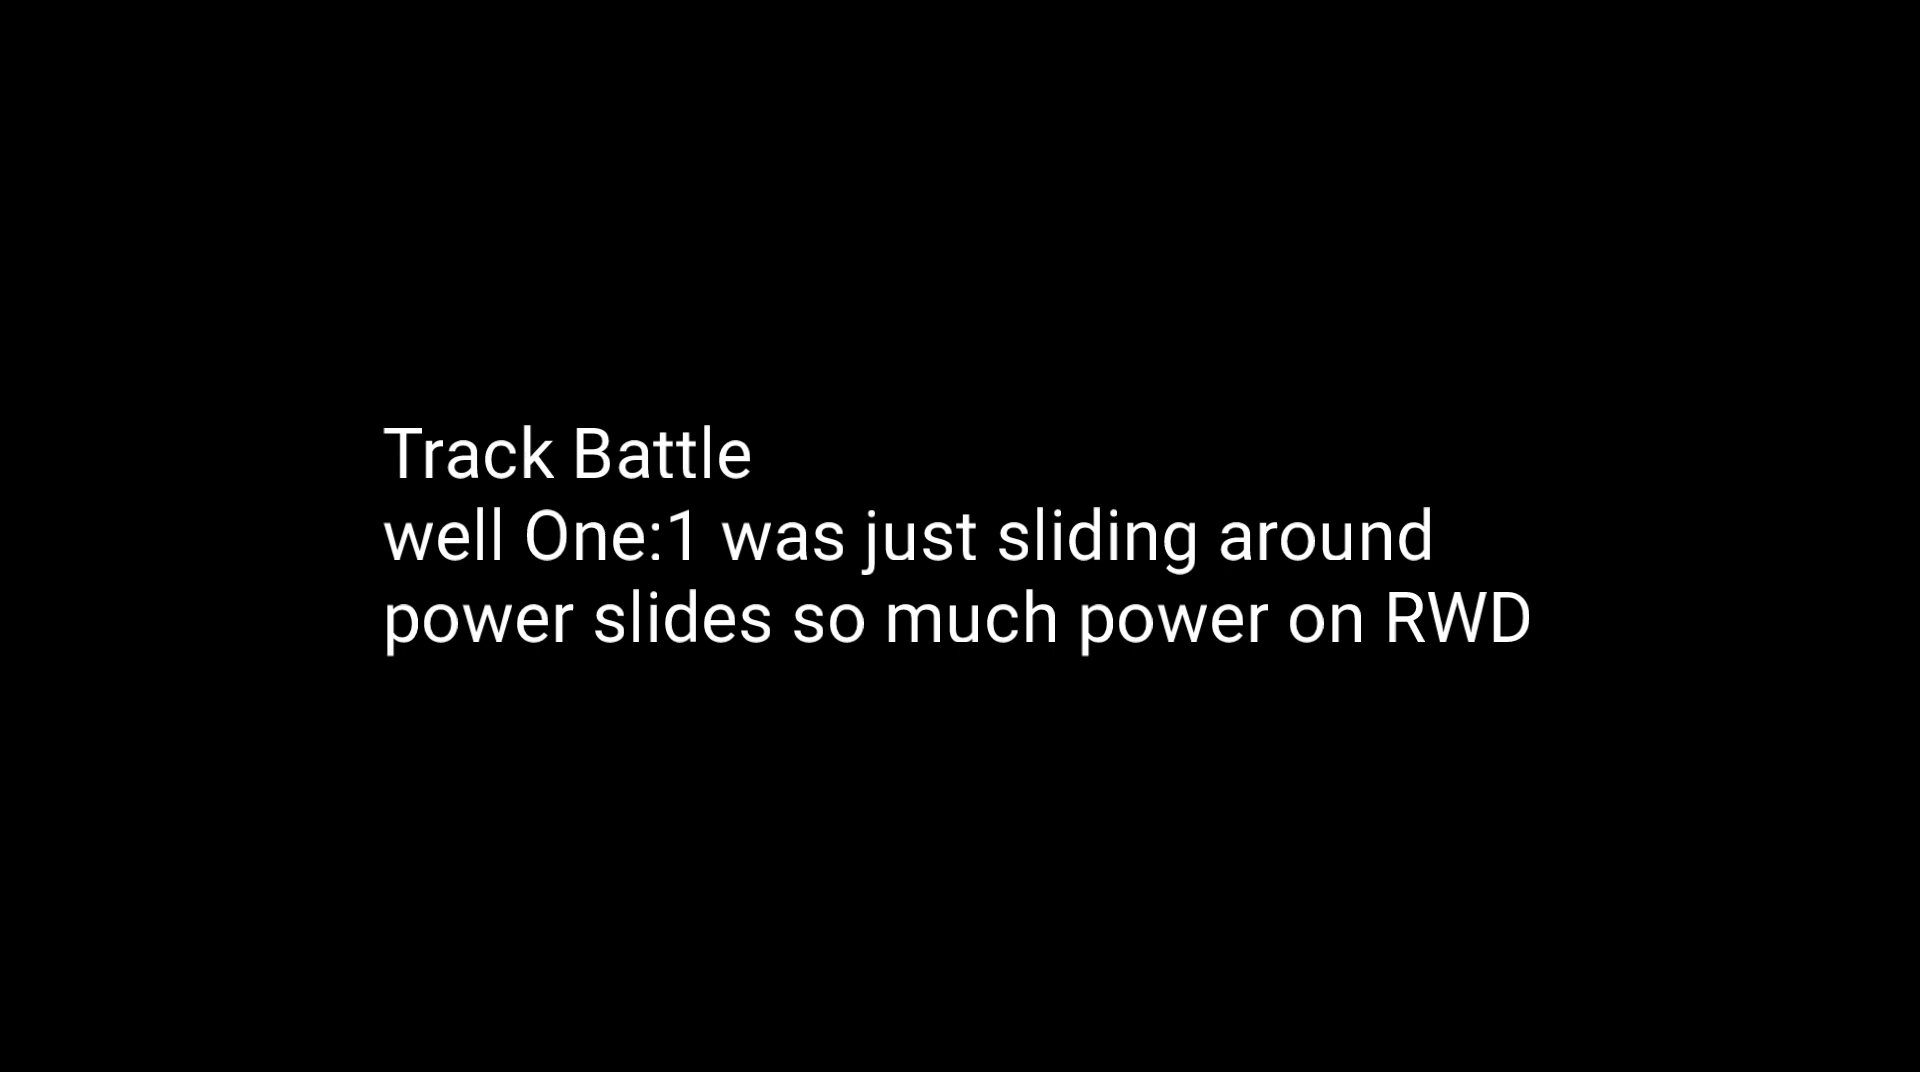 Track Battle
well One:1 was just sliding around
power slides so much power on RWD